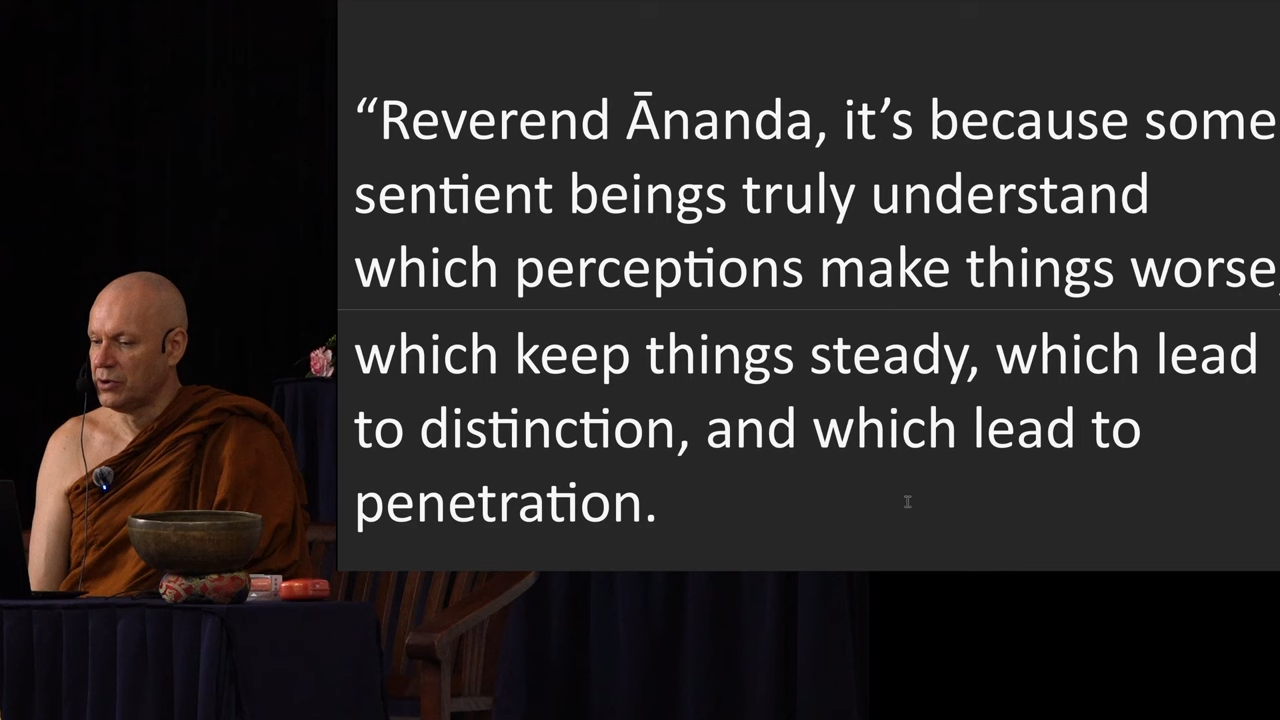 “Reverend Ānanda, it’s because some
sentient beings truly understand
which perceptions make things worse,
which keep things steady, which lead
to distinction, and which lead to
penetration.